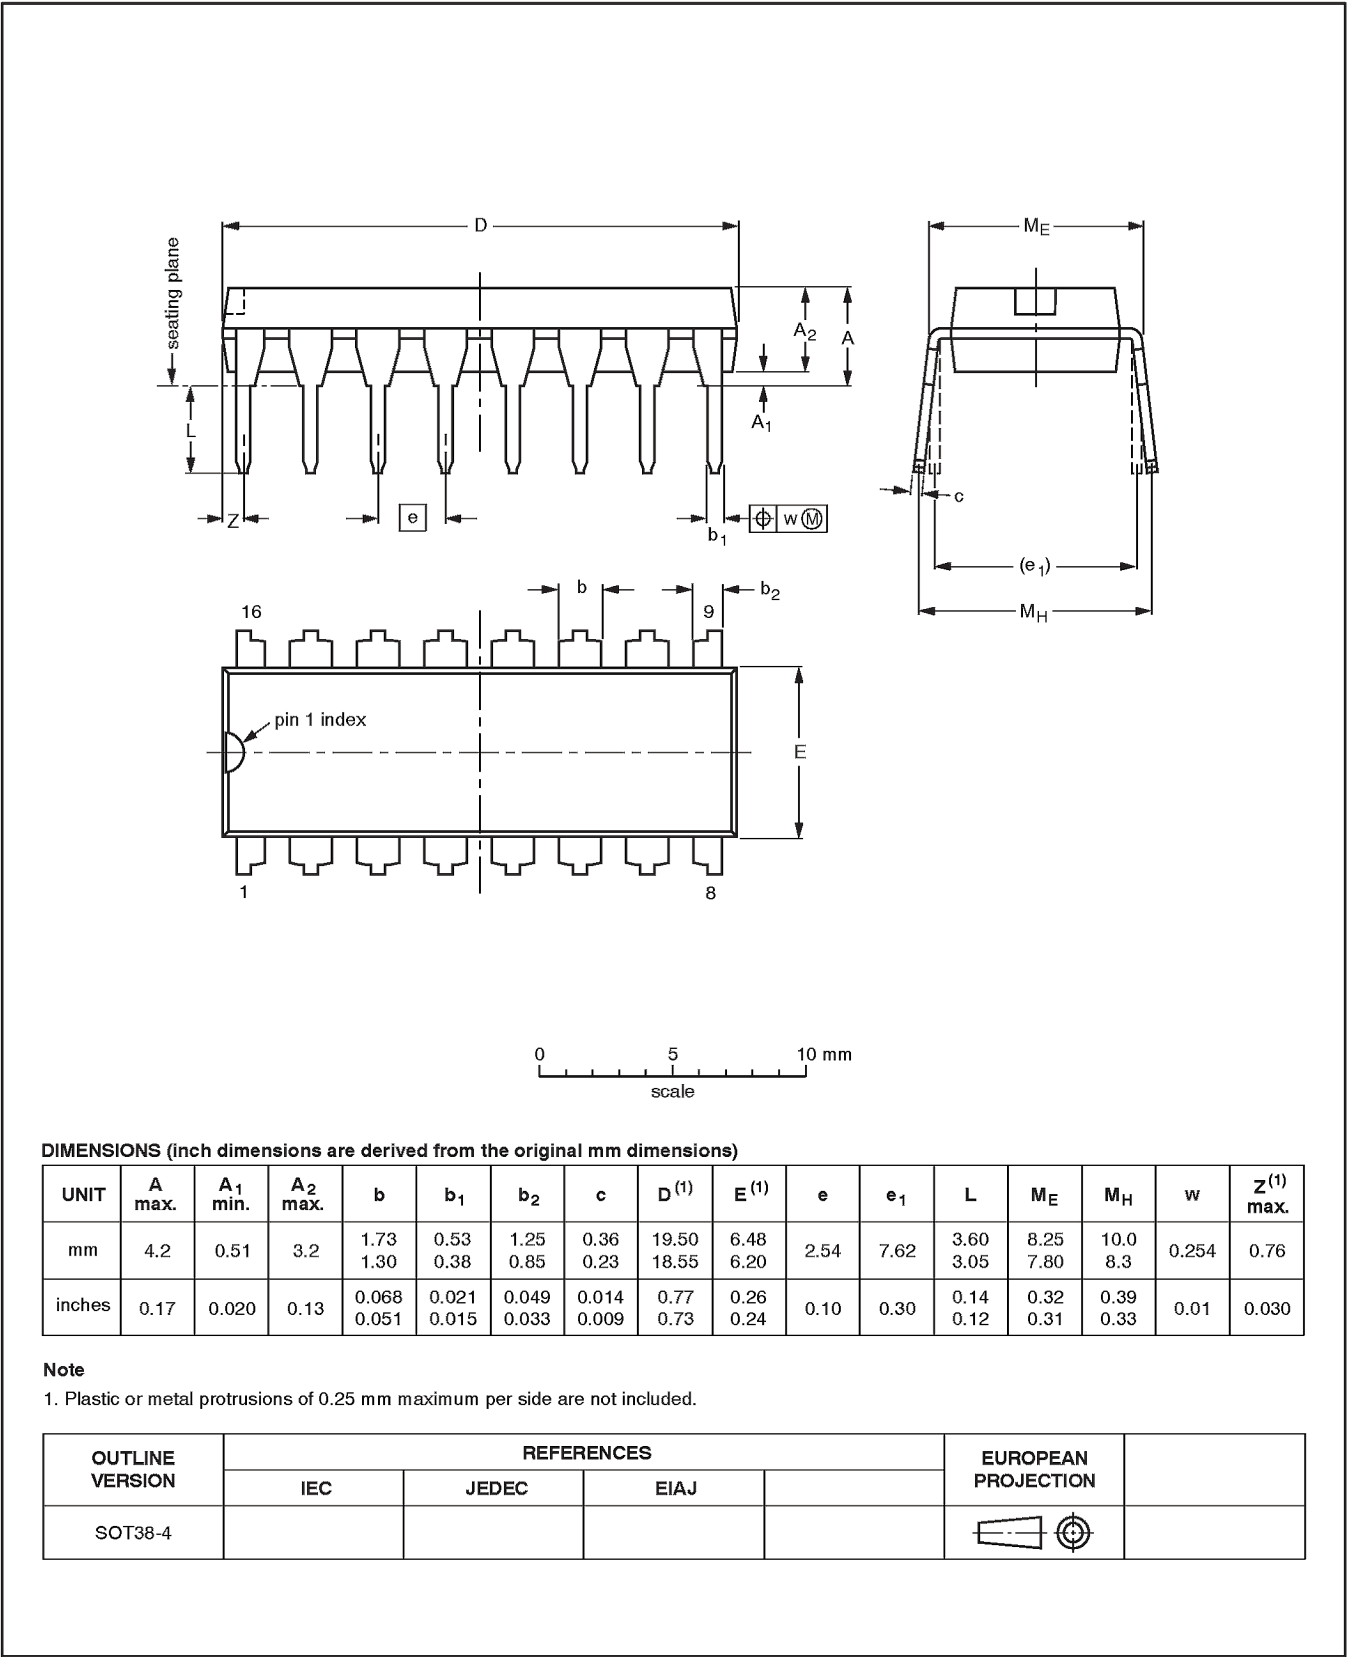 D
ME
seating plane
A2
A
A1
L
Z
e
b1
w M
c
(e1)
MH
b
b2
16
9
pin 1 index
E
1
8
0 5 10 mm
scale
DIMENSIONS (inch dimensions are derived from the original mm dimensions)
UNIT A max. A1 min. A2 max. b b1 b2 c D(1) E(1) e e1 L ME MH w Z(1) max.
mm 4.2 0.51 3.2 1.73 1.30 0.53 0.38 1.25 0.85 0.36 0.23 19.50 18.55 6.48 6.20 2.54 7.62 3.60 3.05 8.25 7.80 10.0 8.3 0.254 0.76
inches 0.17 0.020 0.13 0.068 0.051 0.021 0.015 0.049 0.033 0.014 0.009 0.77 0.73 0.26 0.24 0.10 0.30 0.14 0.12 0.32 0.31 0.39 0.33 0.01 0.030
Note
1. Plastic or metal protrusions of 0.25 mm maximum per side are not included.
OUTLINE VERSION REFERENCES EUROPEAN PROJECTION
IEC JEDEC EIAJ
SOT38-4